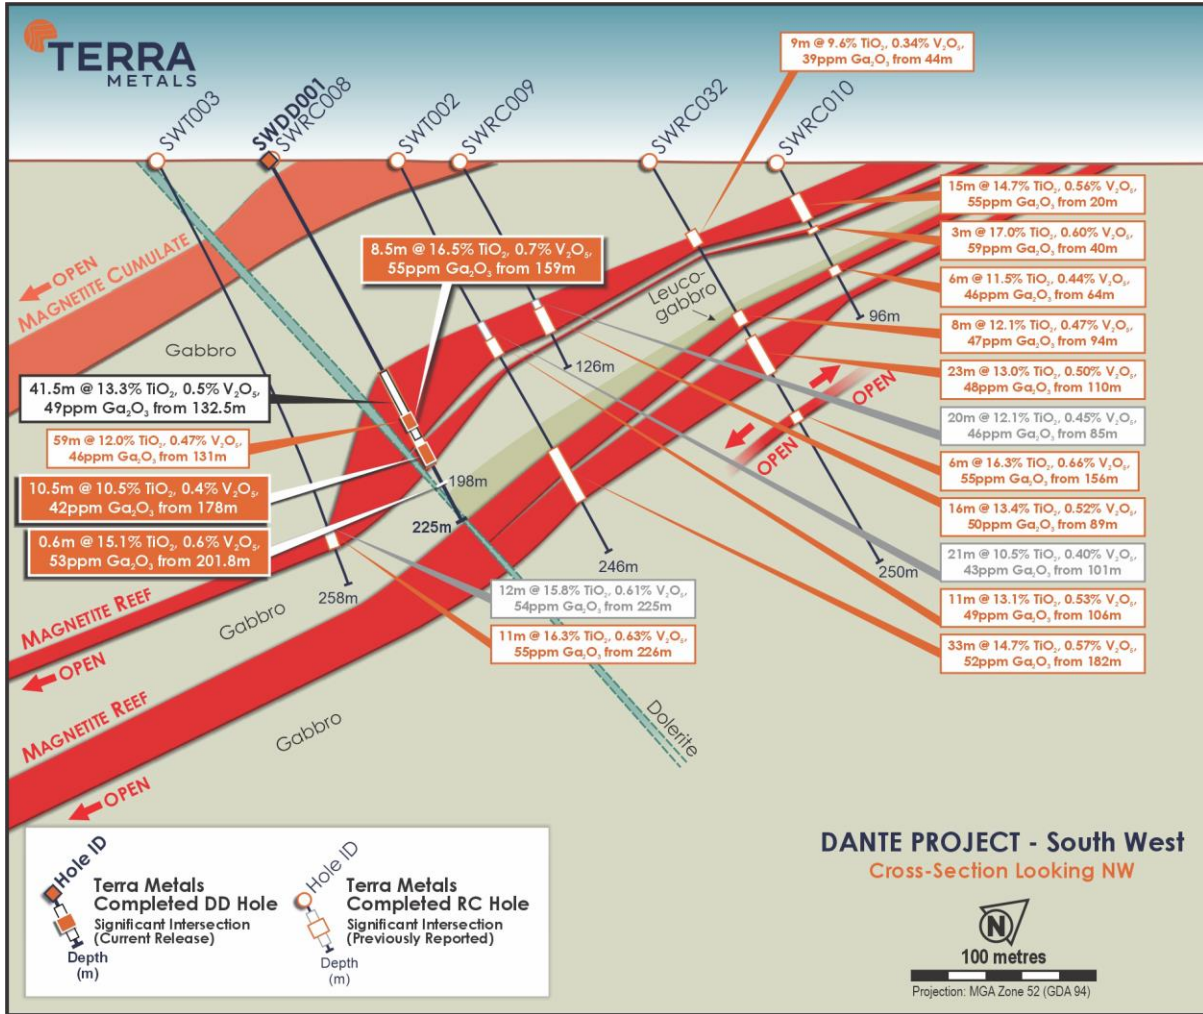 TERRA
METALS
SWT003
SWDD001
SWRC008
SWT002
SWRC009
SWRC032
SWRC010
9m @ 9.6% TiO₂, 0.34% V₂O₅,
39ppm Ga₂O₃ from 44m
15m @ 14.7% TiO₂, 0.56% V₂O₅,
55ppm Ga₂O₃ from 20m
3m @ 17.0% TiO₂, 0.60% V₂O₅,
59ppm Ga₂O₃ from 40m
6m @ 11.5% TiO₂, 0.44% V₂O₅,
46ppm Ga₂O₃ from 64m
8m @ 12.1% TiO₂, 0.47% V₂O₅,
47ppm Ga₂O₃ from 94m
23m @ 13.0% TiO₂, 0.50% V₂O₅,
48ppm Ga₂O₃ from 110m
20m @ 12.1% TiO₂, 0.45% V₂O₅,
46ppm Ga₂O₃ from 85m
6m @ 16.3% TiO₂, 0.66% V₂O₅,
55ppm Ga₂O₃ from 156m
16m @ 13.4% TiO₂, 0.52% V₂O₅,
50ppm Ga₂O₃ from 89m
21m @ 10.5% TiO₂, 0.40% V₂O₅,
43ppm Ga₂O₃ from 101m
11m @ 13.1% TiO₂, 0.53% V₂O₅,
49ppm Ga₂O₃ from 106m
33m @ 14.7% TiO₂, 0.57% V₂O₅,
52ppm Ga₂O₃ from 182m
8.5m @ 16.5% TiO₂, 0.7% V₂O₅,
55ppm Ga₂O₃ from 159m
OPEN
MAGNETITE CUMULATE
Gabbro
Leuco-
gabbro
96m
126m
OPEN
OPEN
41.5m @ 13.3% TiO₂, 0.5% V₂O₅,
49ppm Ga₂O₃ from 132.5m
59m @ 12.0% TiO₂, 0.47% V₂O₅,
46ppm Ga₂O₃ from 131m
10.5m @ 10.5% TiO₂, 0.4% V₂O₅,
42ppm Ga₂O₃ from 178m
0.6m @ 15.1% TiO₂, 0.6% V₂O₅,
53ppm Ga₂O₃ from 201.8m
198m
225m
246m
250m
258m
12m @ 15.8% TiO₂, 0.61% V₂O₅,
54ppm Ga₂O₃ from 225m
11m @ 16.3% TiO₂, 0.63% V₂O₅,
55ppm Ga₂O₃ from 226m
MAGNETITE REEF
OPEN
Gabbro
MAGNETITE REEF
OPEN
Gabbro
Dolerite
Hole ID
Terra Metals
Completed DD Hole
Significant Intersection
(Current Release)
Depth
(m)
Hole ID
Terra Metals
Completed RC Hole
Significant Intersection
(Previously Reported)
Depth
(m)
DANTE PROJECT - South West
Cross-Section Looking NW
N
100 metres
Projection: MGA Zone 52 (GDA 94)